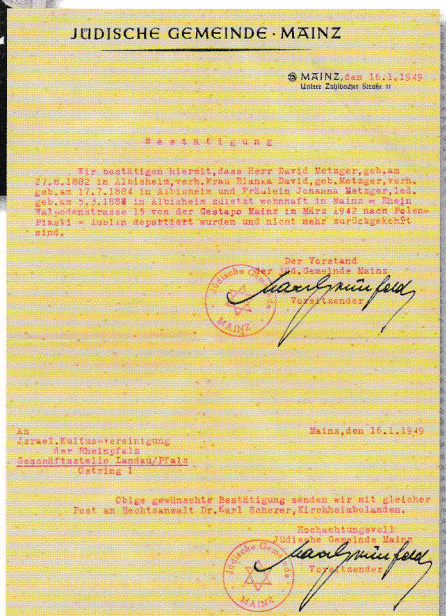 JÜDISCHE GEMEINDE · MAINZ
MAINZ, den 16.1.1949
Untere Zahlbacher Straße 11
Bestätigung
Wir bestätigen hiermit, dass Herr David Metzger, geb. am
27.8.1882 in Albisheim, verh. Frau Blanka David, geb. Metzger, verh.
geb. am 17.7.1884 in Albisheim und Fräulein Johanna Metzger, led.
geb. am 5.3.1888 in Albisheim zuletzt wohnhaft in Mainz = Rhein
15 von der Gestapo Mainz im März 1942 nach Polen=
Piaski = Lublin deportiert wurden und nicht mehr zurückgekehrt
sind.
Der Vorstand
der Jüd. Gemeinde Mainz
Vorsitzender
Jüdische Gemeinde
MAINZ
An
Israel. Kultusvereinigung
der Rheinpfalz
Geschäftsstelle Landau/Pfalz
Ostring 1
Mainz, den 16.1.1949
Obige gewünschte Bestätigung senden wir mit gleicher
Post an Rechtsanwalt Dr. Karl Scherer, Kirchheimbolanden.
Hochachtungsvoll
Jüdische Gemeinde Mainz
Vorsitzender
Jüdische Gemeinde
MAINZ